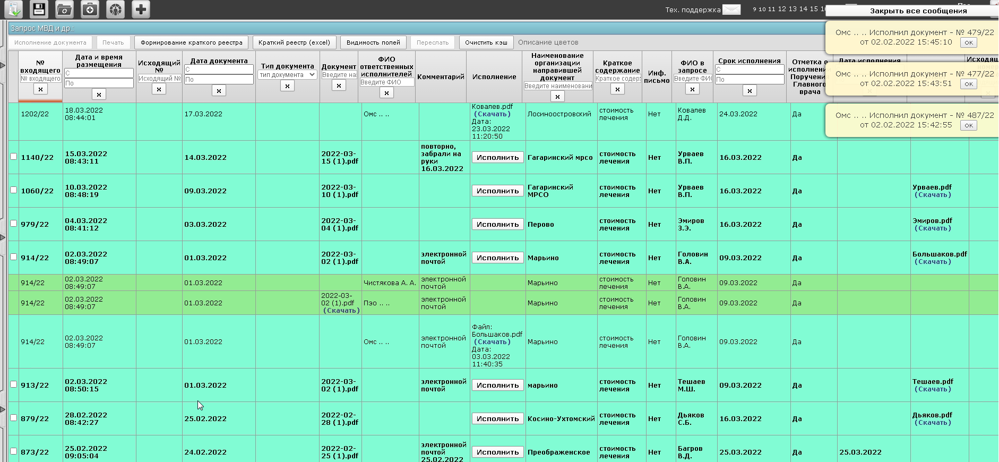 Тех. поддержка
9 10 11 12 13 14 15 16
Закрыть все сообщения
Омс .. .. Исполнил документ - № 479/22
от 02.02.2022 15:45:10 ок
Омс .. .. Исполнил документ - № 477/22
от 02.02.2022 15:43:51 ок
Омс .. .. Исполнил документ - № 487/22
от 02.02.2022 15:42:55 ок
Запрос МВД и др.:
Исполнение документа Печать Формирование краткого реестра Краткий реестр (excel) Видимость полей Переслать Очистить кэш Описание цветов
№ входящего
№ входящего
x
Дата и время размещения
С
По
x
Исходящий №
Исходящий №
x
Дата документа
С
По
x
Тип документа
тип документа
x
Документ
Введите на
x
ФИО ответственных исполнителей
Введите ФИО
x
Комментарий
Исполнение
Наименование организации направившей документ
Введите наименовани
x
Краткое содержание
Краткое содер
x
Инф. письмо
ФИО в запросе
Введите ФИ
x
Срок исполнения
С
По
x
Отметка о исполнении Поручения Главного врача
Дата исполнения
1202/22 18.03.2022 08:44:01 17.03.2022 Омс .. .. Ковалев.pdf (Скачать) Дата: 23.03.2022 11:20:50 Лосиноостровский стоимость лечения Нет Ковалев Д.Д. 24.03.2022 Да
1140/22 15.03.2022 08:43:11 14.03.2022 2022-03-15 (1).pdf повторно, забрали на руки 16.03.2022 Исполнить Гагаринский мрсо стоимость лечения Нет Урваев В.П. 16.03.2022 Да
1060/22 10.03.2022 08:48:19 09.03.2022 2022-03-10 (1).pdf Исполнить Гагаринский МРСО стоимость лечения Нет Урваев В.П. 16.03.2022 Да Урваев.pdf (Скачать)
979/22 04.03.2022 08:41:12 03.03.2022 2022-03-04 (1).pdf Исполнить Перово стоимость лечения Нет Эмиров З.Э. 16.03.2022 Да Эмиров.pdf (Скачать)
914/22 02.03.2022 08:49:07 01.03.2022 2022-03-02 (1).pdf электронной почтой Исполнить Марьино стоимость лечения Нет Головин В.А. 09.03.2022 Да Большаков.pdf (Скачать)
914/22 02.03.2022 08:49:07 01.03.2022 Чистякова А. А. электронной почтой Марьино стоимость лечения Нет Головин В.А. 09.03.2022 Да
914/22 02.03.2022 08:49:07 01.03.2022 2022-03-02 (1).pdf (Скачать) Пэо .. .. электронной почтой Марьино стоимость лечения Нет Головин В.А. 09.03.2022 Да
914/22 02.03.2022 08:49:07 01.03.2022 Омс .. .. электронной почтой Файл: Большаков.pdf (Скачать) Дата: 03.03.2022 11:40:35 Марьино стоимость лечения Нет Головин В.А. 09.03.2022 Да
913/22 02.03.2022 08:50:15 01.03.2022 2022-03-02 (1).pdf электронной почтой Исполнить марьино стоимость лечения Нет Тешаев М.Ш. 09.03.2022 Да Тешаев.pdf (Скачать)
879/22 28.02.2022 08:42:27 25.02.2022 2022-02-28 (1).pdf Исполнить Косино-Ухтомский стоимость лечения Нет Дьяков С.Б. 16.03.2022 Да Дьяков.pdf (Скачать)
873/22 25.02.2022 09:05:04 24.02.2022 2022-02-25 (1).pdf электронной почтой 25.02.2022 Исполнить Преображенское стоимость лечения Нет Багров В.Д. 25.03.2022 Да 25.03.2022